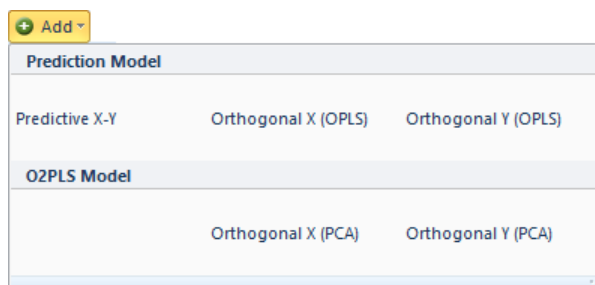 Add
Prediction Model
Predictive X-Y Orthogonal X (OPLS) Orthogonal Y (OPLS)
O2PLS Model
Orthogonal X (PCA) Orthogonal Y (PCA)